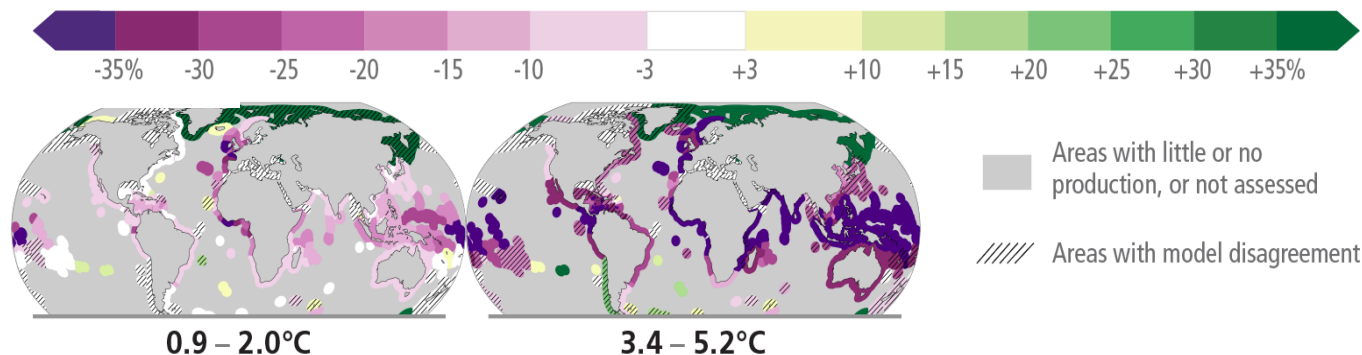 -35% -30 -25 -20 -15 -10 -3 +3 +10 +15 +20 +25 +30 +35%
Areas with little or no
production, or not assessed
Areas with model disagreement
0.9 – 2.0°C 3.4 – 5.2°C